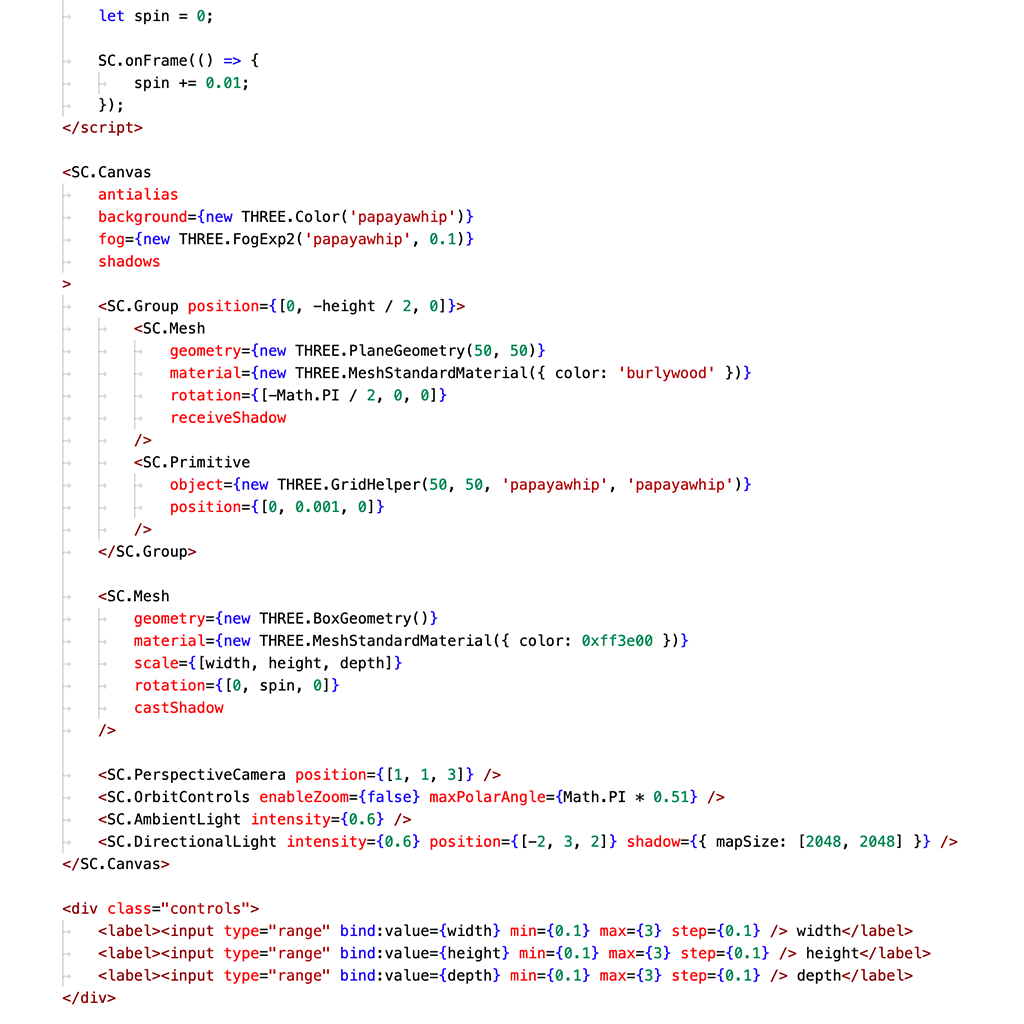 let spin = 0;
SC.onFrame(() => {
spin += 0.01;
});
</script>
<SC.Canvas
antialias
background={new THREE.Color('papayawhip')}
fog={new THREE.FogExp2('papayawhip', 0.1)}
shadows
>
<SC.Group position={[0, -height / 2, 0]}>
<SC.Mesh
geometry={new THREE.PlaneGeometry(50, 50)}
material={new THREE.MeshStandardMaterial({ color: 'burlywood' })}
rotation={[-Math.PI / 2, 0, 0]}
receiveShadow
/>
<SC.Primitive
object={new THREE.GridHelper(50, 50, 'papayawhip', 'papayawhip')}
position={[0, 0.001, 0]}
/>
</SC.Group>
<SC.Mesh
geometry={new THREE.BoxGeometry()}
material={new THREE.MeshStandardMaterial({ color: 0xff3e00 })}
scale={[width, height, depth]}
rotation={[0, spin, 0]}
castShadow
/>
<SC.PerspectiveCamera position={[1, 1, 3]} />
<SC.OrbitControls enableZoom={false} maxPolarAngle={Math.PI * 0.51} />
<SC.AmbientLight intensity={0.6} />
<SC.DirectionalLight intensity={0.6} position={[-2, 3, 2]} shadow={{ mapSize: [2048, 2048] }} />
</SC.Canvas>
<div class="controls">
<label><input type="range" bind:value={width} min={0.1} max={3} step={0.1} /> width</label>
<label><input type="range" bind:value={height} min={0.1} max={3} step={0.1} /> height</label>
<label><input type="range" bind:value={depth} min={0.1} max={3} step={0.1} /> depth</label>
</div>